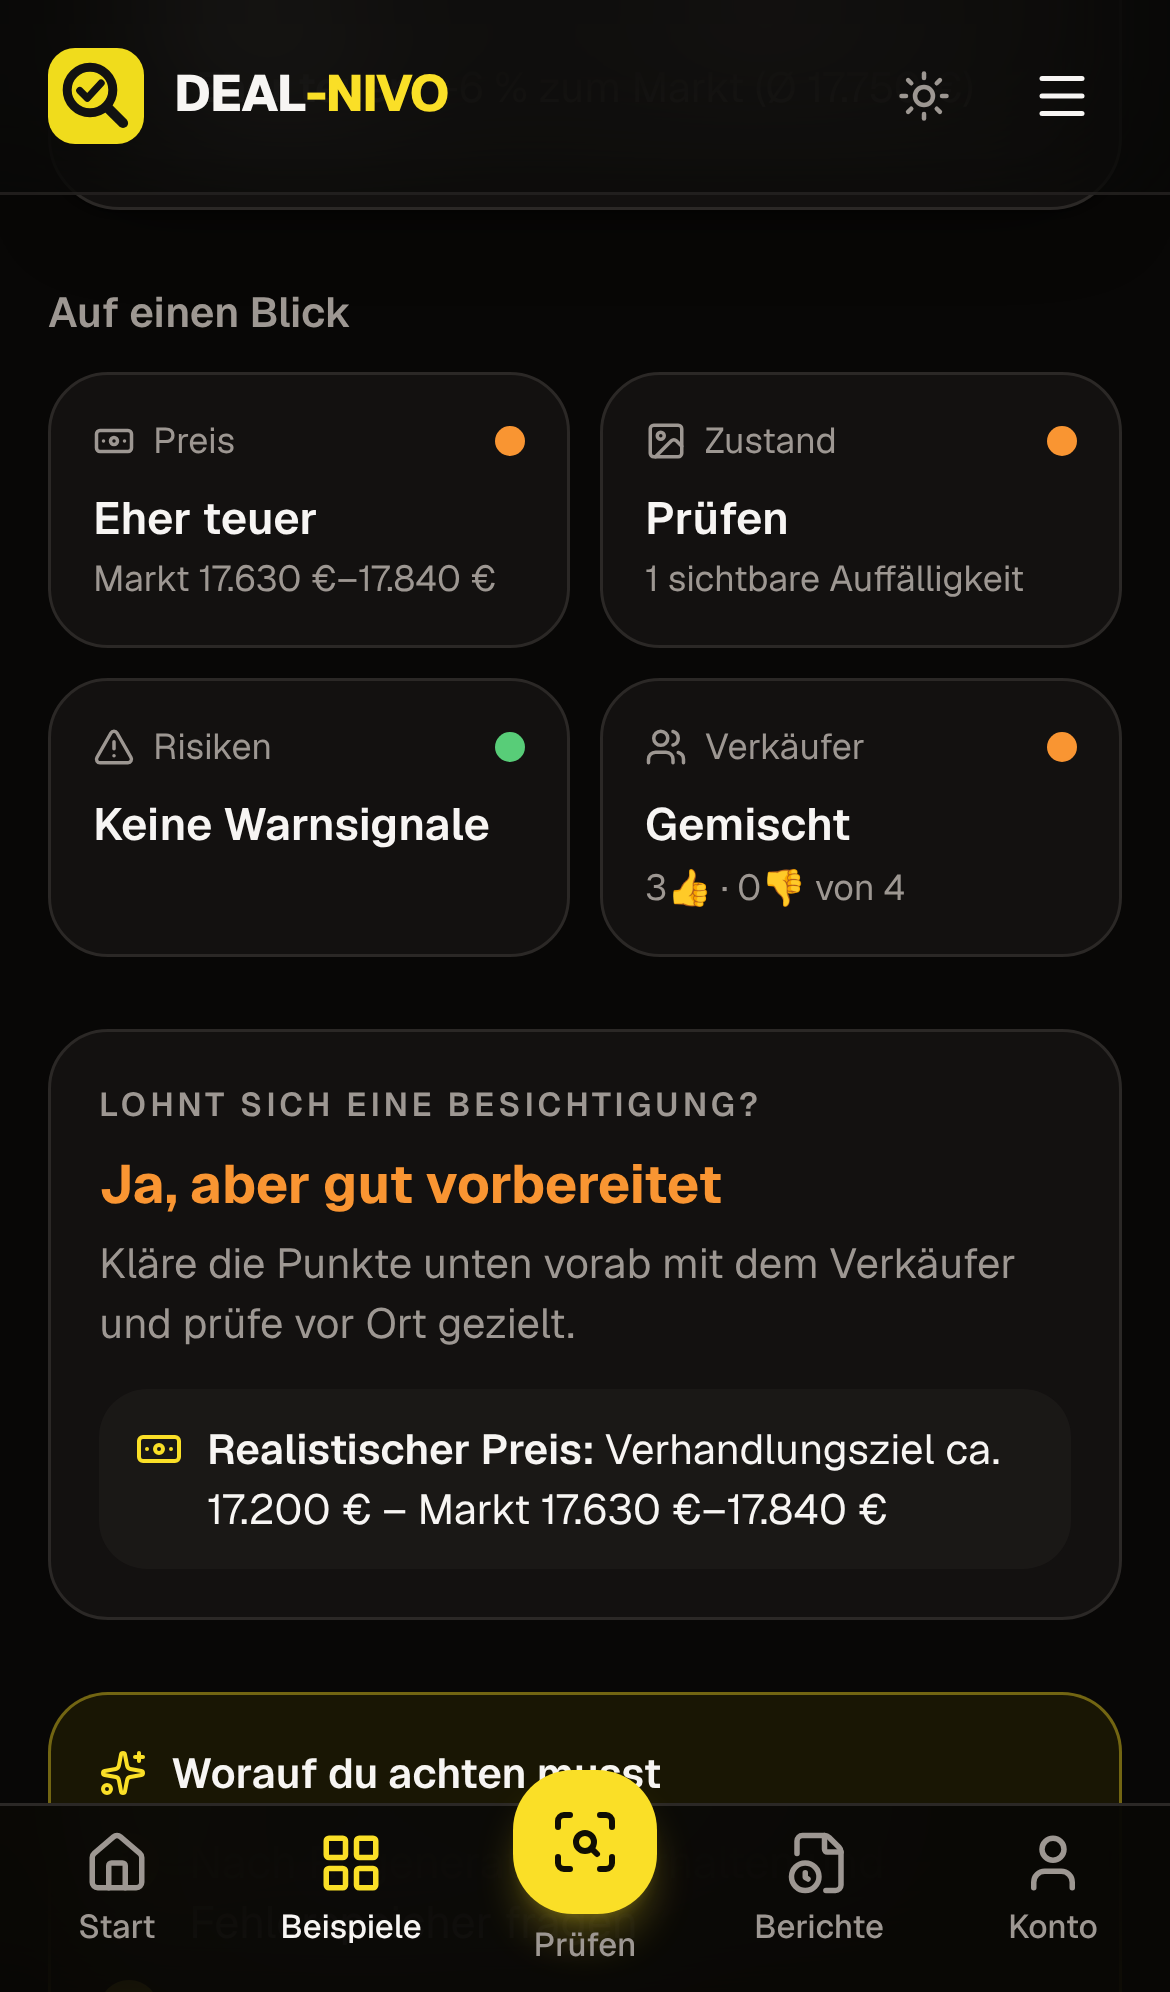 DEAL-NIVO
Auf einen Blick
Preis
Eher teuer
Markt 17.630 €–17.840 €
Zustand
Prüfen
1 sichtbare Auffälligkeit
Risiken
Keine Warnsignale
Verkäufer
Gemischt
3👍 · 0👎 von 4
LOHNT SICH EINE BESICHTIGUNG?
Ja, aber gut vorbereitet
Kläre die Punkte unten vorab mit dem Verkäufer
und prüfe vor Ort gezielt.
Realistischer Preis: Verhandlungsziel ca.
17.200 € – Markt 17.630 €–17.840 €
Worauf du achten musst
Start
Beispiele
Prüfen
Berichte
Konto